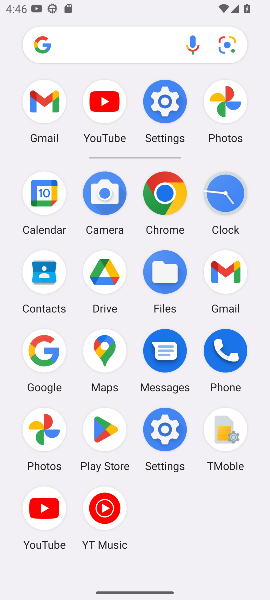 4:46
Gmail YouTube Settings Photos
10
Calendar Camera Chrome Clock
Contacts Drive Files Gmail
Google Maps Messages Phone
Photos Play Store Settings TMoble
YouTube YT Music